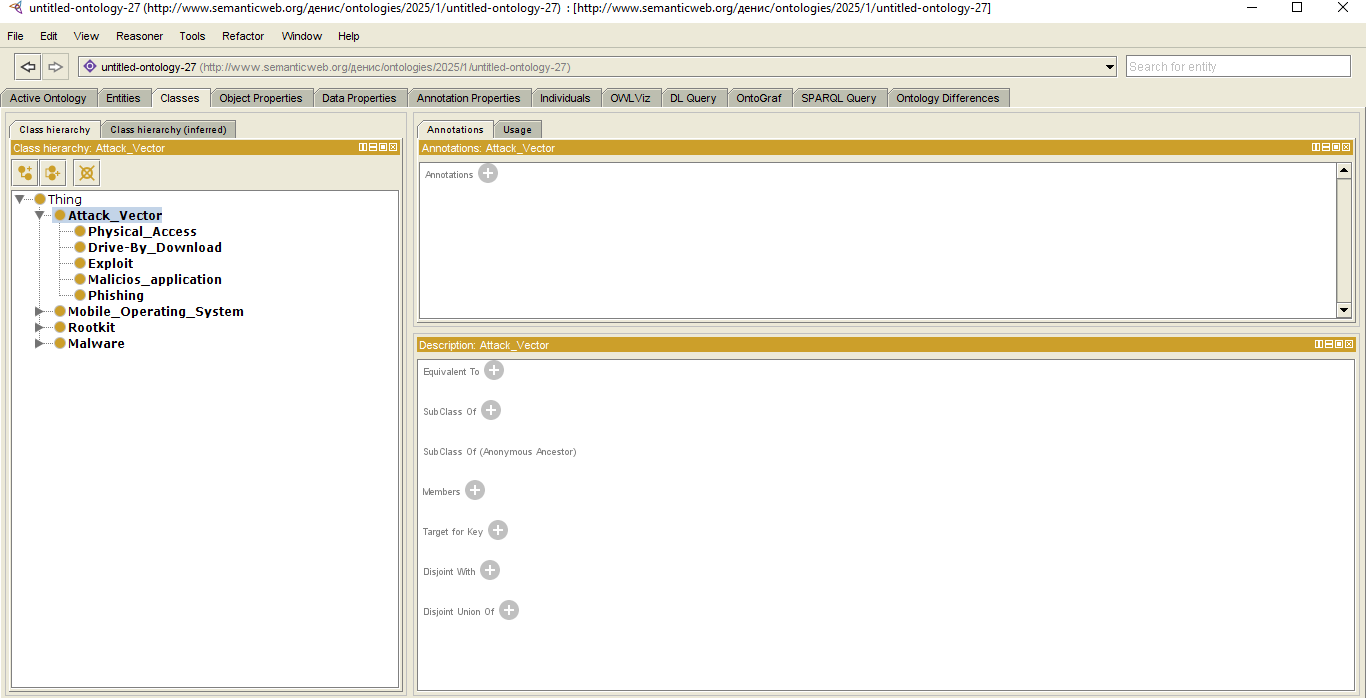 untitled-ontology-27 (http://www.semanticweb.org/денис/ontologies/2025/1/untitled-ontology-27) : [http://www.semanticweb.org/денис/ontologies/2025/1/untitled-ontology-27]
File Edit View Reasoner Tools Refactor Window Help
untitled-ontology-27 (http://www.semanticweb.org/денис/ontologies/2025/1/untitled-ontology-27)
Search for entity
Active Ontology Entities Classes Object Properties Data Properties Annotation Properties Individuals OWLViz DL Query OntoGraf SPARQL Query Ontology Differences
Class hierarchy Class hierarchy (inferred)
Class hierarchy: Attack_Vector
Thing
Attack_Vector
Physical_Access
Drive-By_Download
Exploit
Malicios_application
Phishing
Mobile_Operating_System
Rootkit
Malware
Annotations Usage
Annotations: Attack_Vector
Annotations
Description: Attack_Vector
Equivalent To
SubClass Of
SubClass Of (Anonymous Ancestor)
Members
Target for Key
Disjoint With
Disjoint Union Of